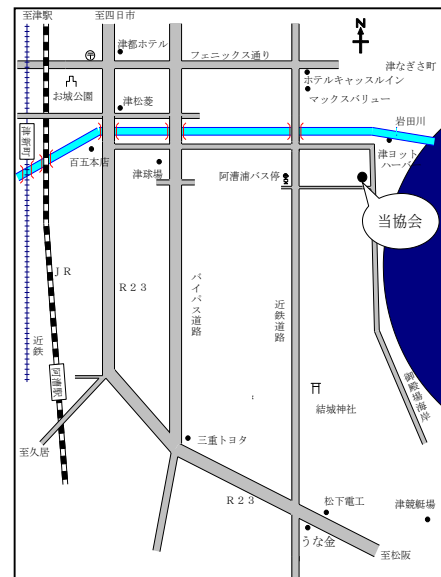 至津駅
至四日市
N
津都ホテル
フェニックス通り
津なぎさ町
ホテルキャッスルイン
お城公園
マックスバリュー
津松菱
岩田川
津新町
百五本店
津球場
阿漕浦バス停
津ヨット
ハーバー
当協会
JR
R23
バイパス道路
近鉄道路
近鉄
阿漕駅
御殿場海岸
結城神社
至久居
三重トヨタ
R23
松下電工
津競艇場
うな金
至松阪